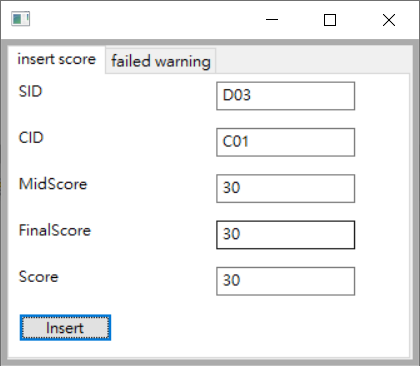 insert score failed warning
SID D03
CID C01
MidScore 30
FinalScore 30
Score 30
Insert